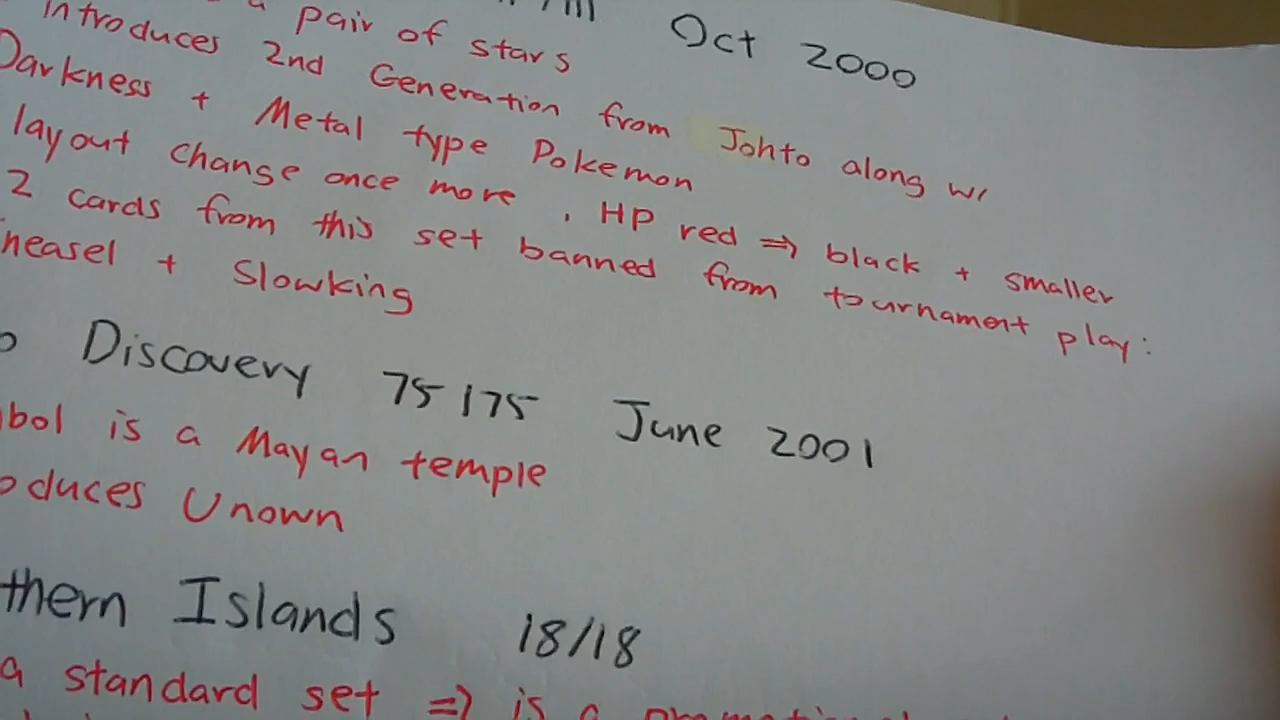 Oct 2000
a pair of stars
introduces 2nd Generation from Johto along w/
Darkness + Metal type Pokemon
layout change once more, HP red ⇒ black + smaller
2 cards from this set banned from tournament play:
neasel + Slowking
o Discovery 75/75 June 2001
bol is a Mayan temple
oduces Unown
thern Islands 18/18
a standard set ⇒ is a